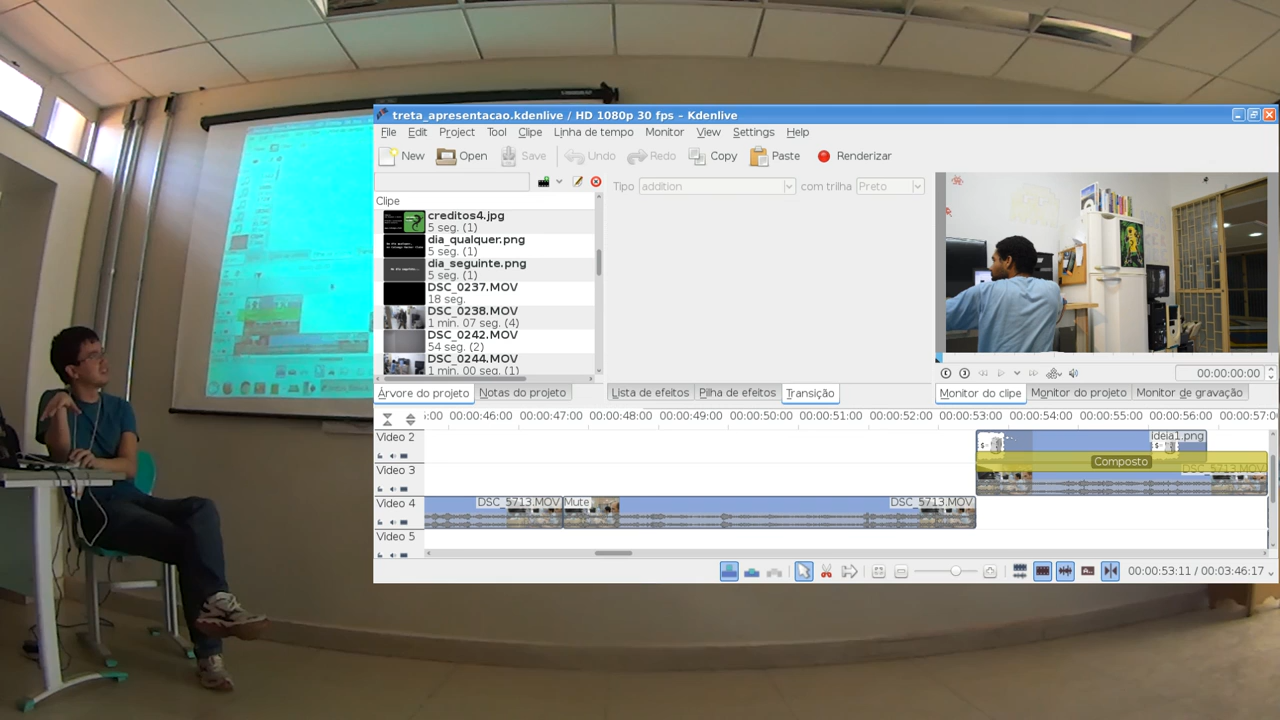 treta_apresentacao.kdenlive / HD 1080p 30 fps – Kdenlive
File Edit Project Tool Clipe Linha de tempo Monitor View Settings Help
New Open Save Undo Redo Copy Paste Renderizar
Tipo addition com trilha Preto
Clipe
creditos4.jpg
5 seg. (1)
dia_qualquer.png
5 seg. (1)
dia_seguinte.png
5 seg. (1)
DSC_0237.MOV
18 seg.
DSC_0238.MOV
1 min. 07 seg. (4)
DSC_0242.MOV
54 seg. (2)
DSC_0244.MOV
1 min. 00 seg. (1)
00:00:00:00
Árvore do projeto Notas do projeto Lista de efeitos Pilha de efeitos Transição Monitor do clipe Monitor do projeto Monitor de gravação
5:00 00:00:46:00 00:00:47:00 00:00:48:00 00:00:49:00 00:00:50:00 00:00:51:00 00:00:52:00 00:00:53:00 00:00:54:00 00:00:55:00 00:00:56:00 00:00:57:0
Video 2 ideia1.png
Composto
Video 3 DSC_5713.MOV
Video 4 DSC_5713.MOV Mute DSC_5713.MOV
Video 5
00:00:53:11 / 00:03:46:17